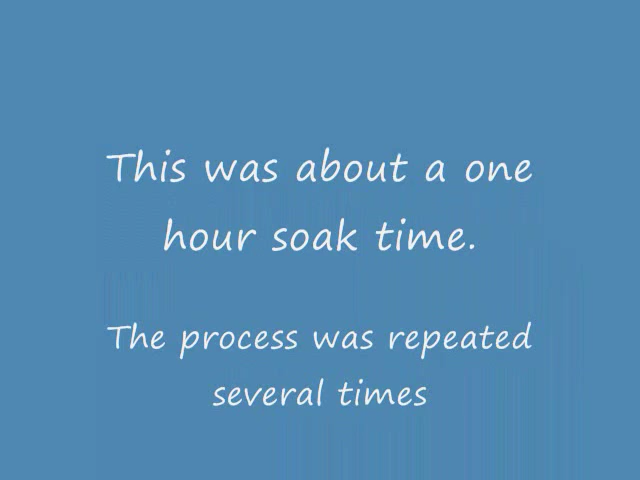 This was about a one
hour soak time.
The process was repeated
several times